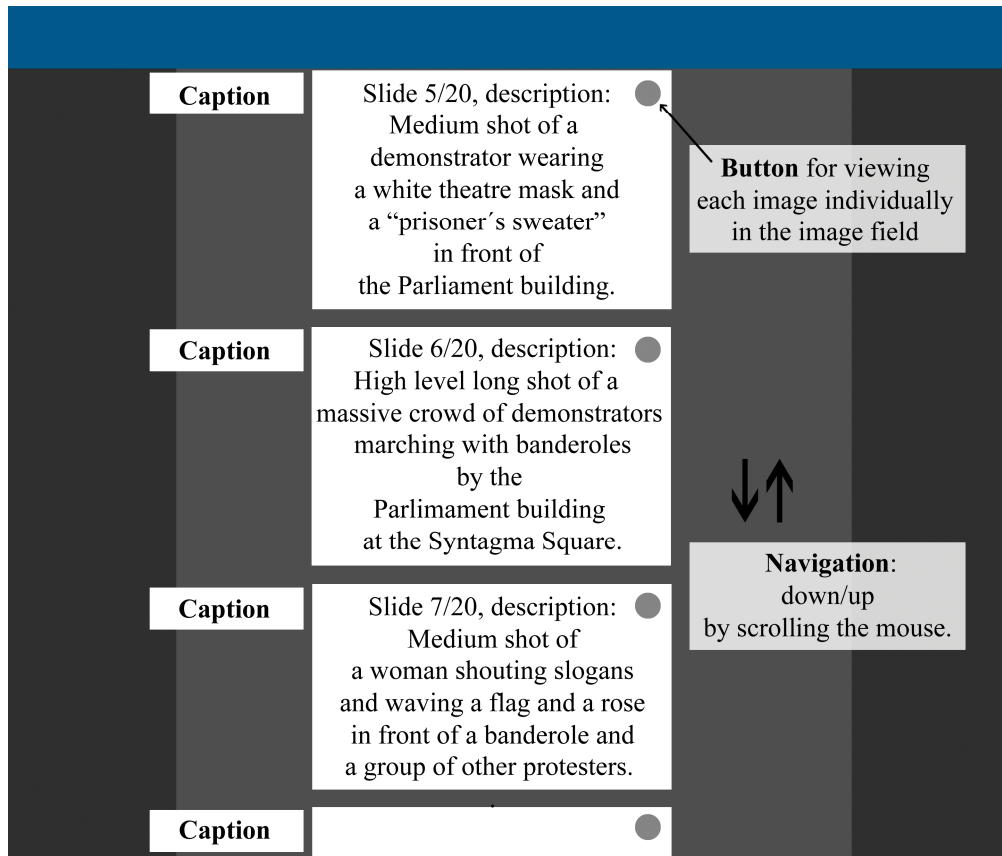 Caption
Slide 5/20, description:
Medium shot of a
demonstrator wearing
a white theatre mask and
a “prisoner´s sweater”
in front of
the Parliament building.
Button for viewing
each image individually
in the image field
Caption
Slide 6/20, description:
High level long shot of a
massive crowd of demonstrators
marching with banderoles
by the
Parlimament building
at the Syntagma Square.
Navigation:
down/up
by scrolling the mouse.
Caption
Slide 7/20, description:
Medium shot of
a woman shouting slogans
and waving a flag and a rose
in front of a banderole and
a group of other protesters.
Caption